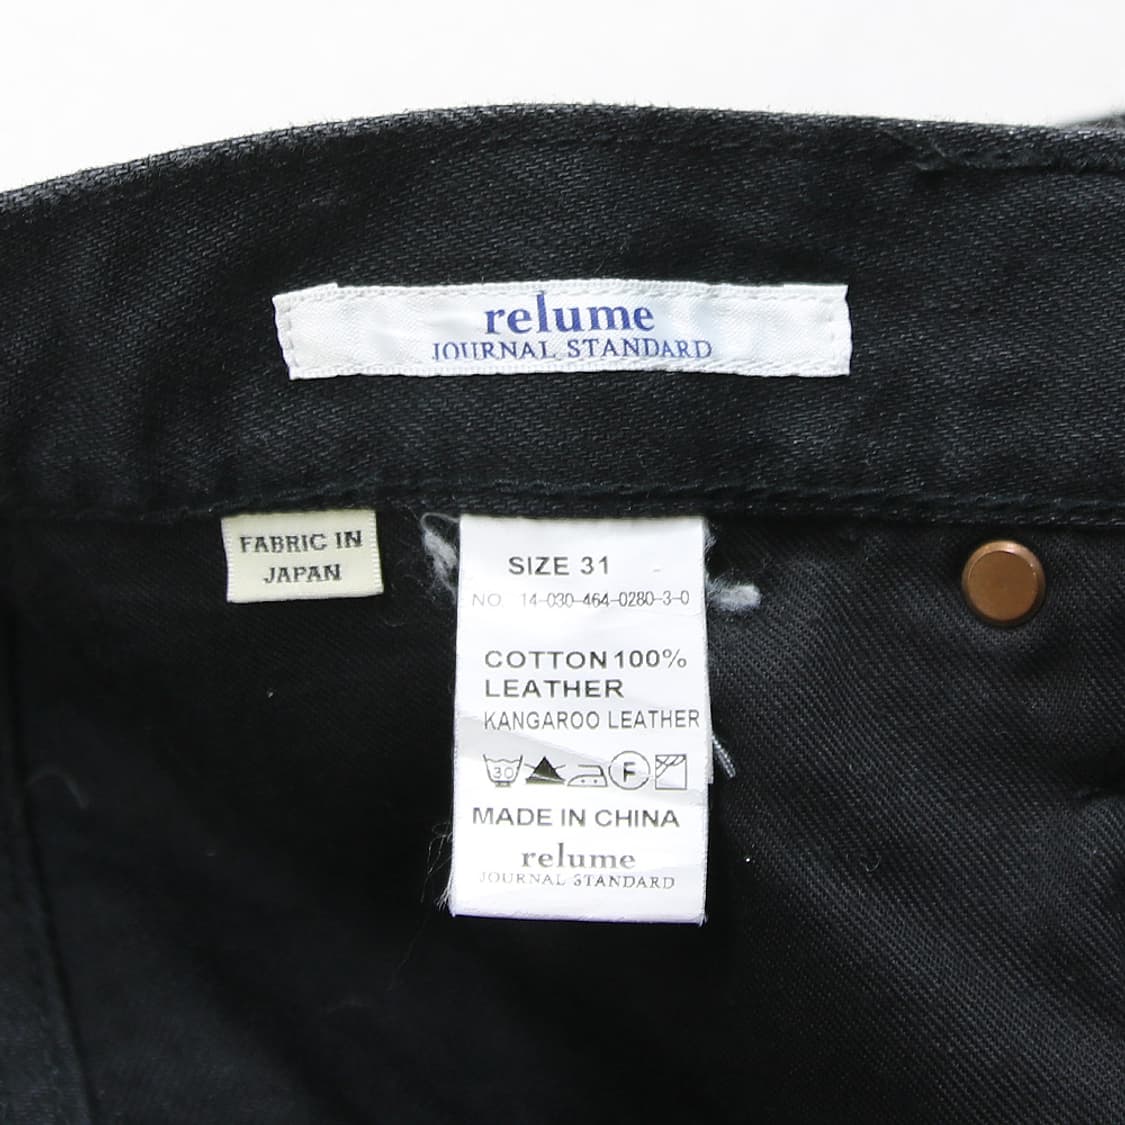 relume
JOURNAL STANDARD
FABRIC IN
JAPAN
SIZE 31
NO. 14-030-464-0280-3-0
COTTON 100%
LEATHER
KANGAROO LEATHER
30 F
MADE IN CHINA
relume
JOURNAL STANDARD